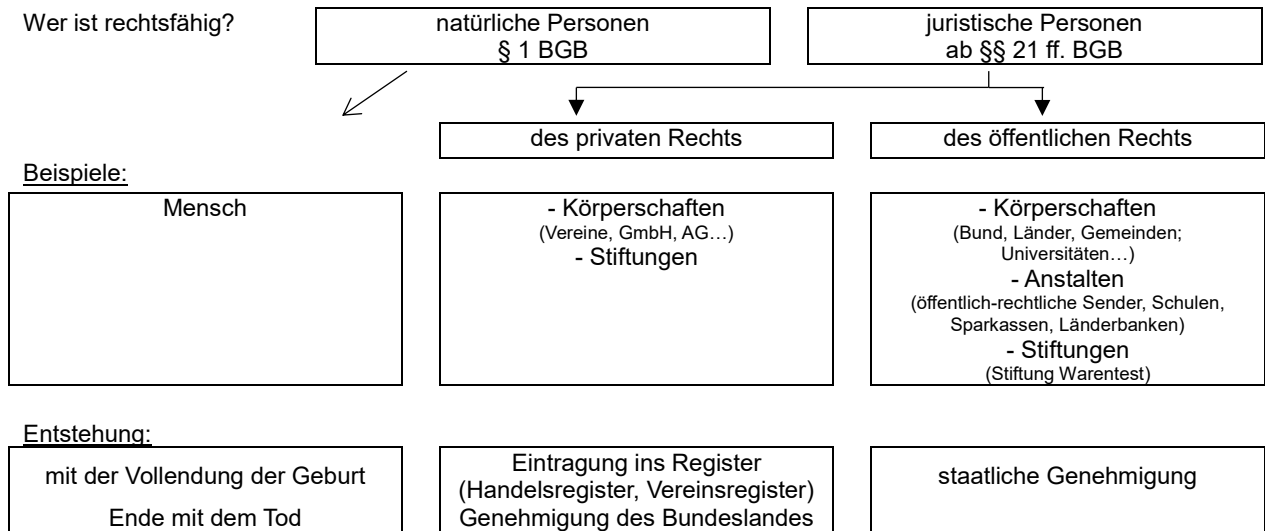 Wer ist rechtsfähig?
natürliche Personen
§ 1 BGB
juristische Personen
ab §§ 21 ff. BGB
des privaten Rechts
des öffentlichen Rechts
Beispiele:
Mensch
- Körperschaften
(Vereine, GmbH, AG…)
- Stiftungen
- Körperschaften
(Bund, Länder, Gemeinden;
Universitäten…)
- Anstalten
(öffentlich-rechtliche Sender, Schulen,
Sparkassen, Länderbanken)
- Stiftungen
(Stiftung Warentest)
Entstehung:
mit der Vollendung der Geburt
Ende mit dem Tod
Eintragung ins Register
(Handelsregister, Vereinsregister)
Genehmigung des Bundeslandes
staatliche Genehmigung